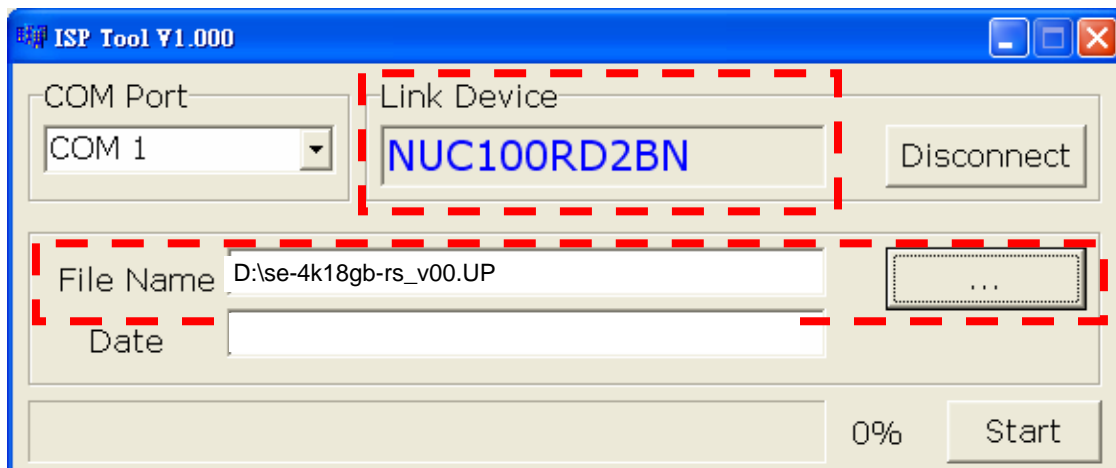 ISP Tool V1.000
COM Port
Link Device
COM 1
NUC100RD2BN
Disconnect
File Name
D:\se-4k18gb-rs_v00.UP
...
Date
0%
Start